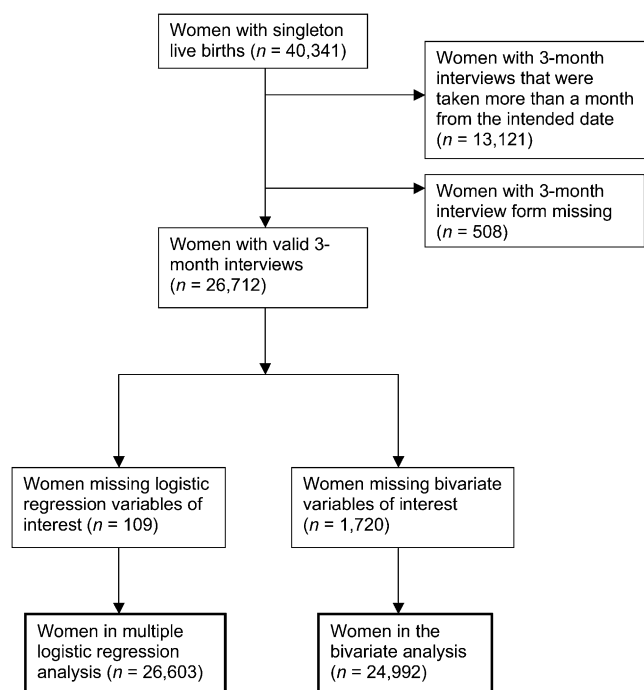 Women with singleton
live births (n = 40,341)
Women with 3-month
interviews that were
taken more than a month
from the intended date
(n = 13,121)
Women with 3-month
interview form missing
(n = 508)
Women with valid 3-
month interviews
(n = 26,712)
Women missing logistic
regression variables of
interest (n = 109)
Women missing bivariate
variables of interest
(n = 1,720)
Women in multiple
logistic regression
analysis (n = 26,603)
Women in the
bivariate analysis
(n = 24,992)